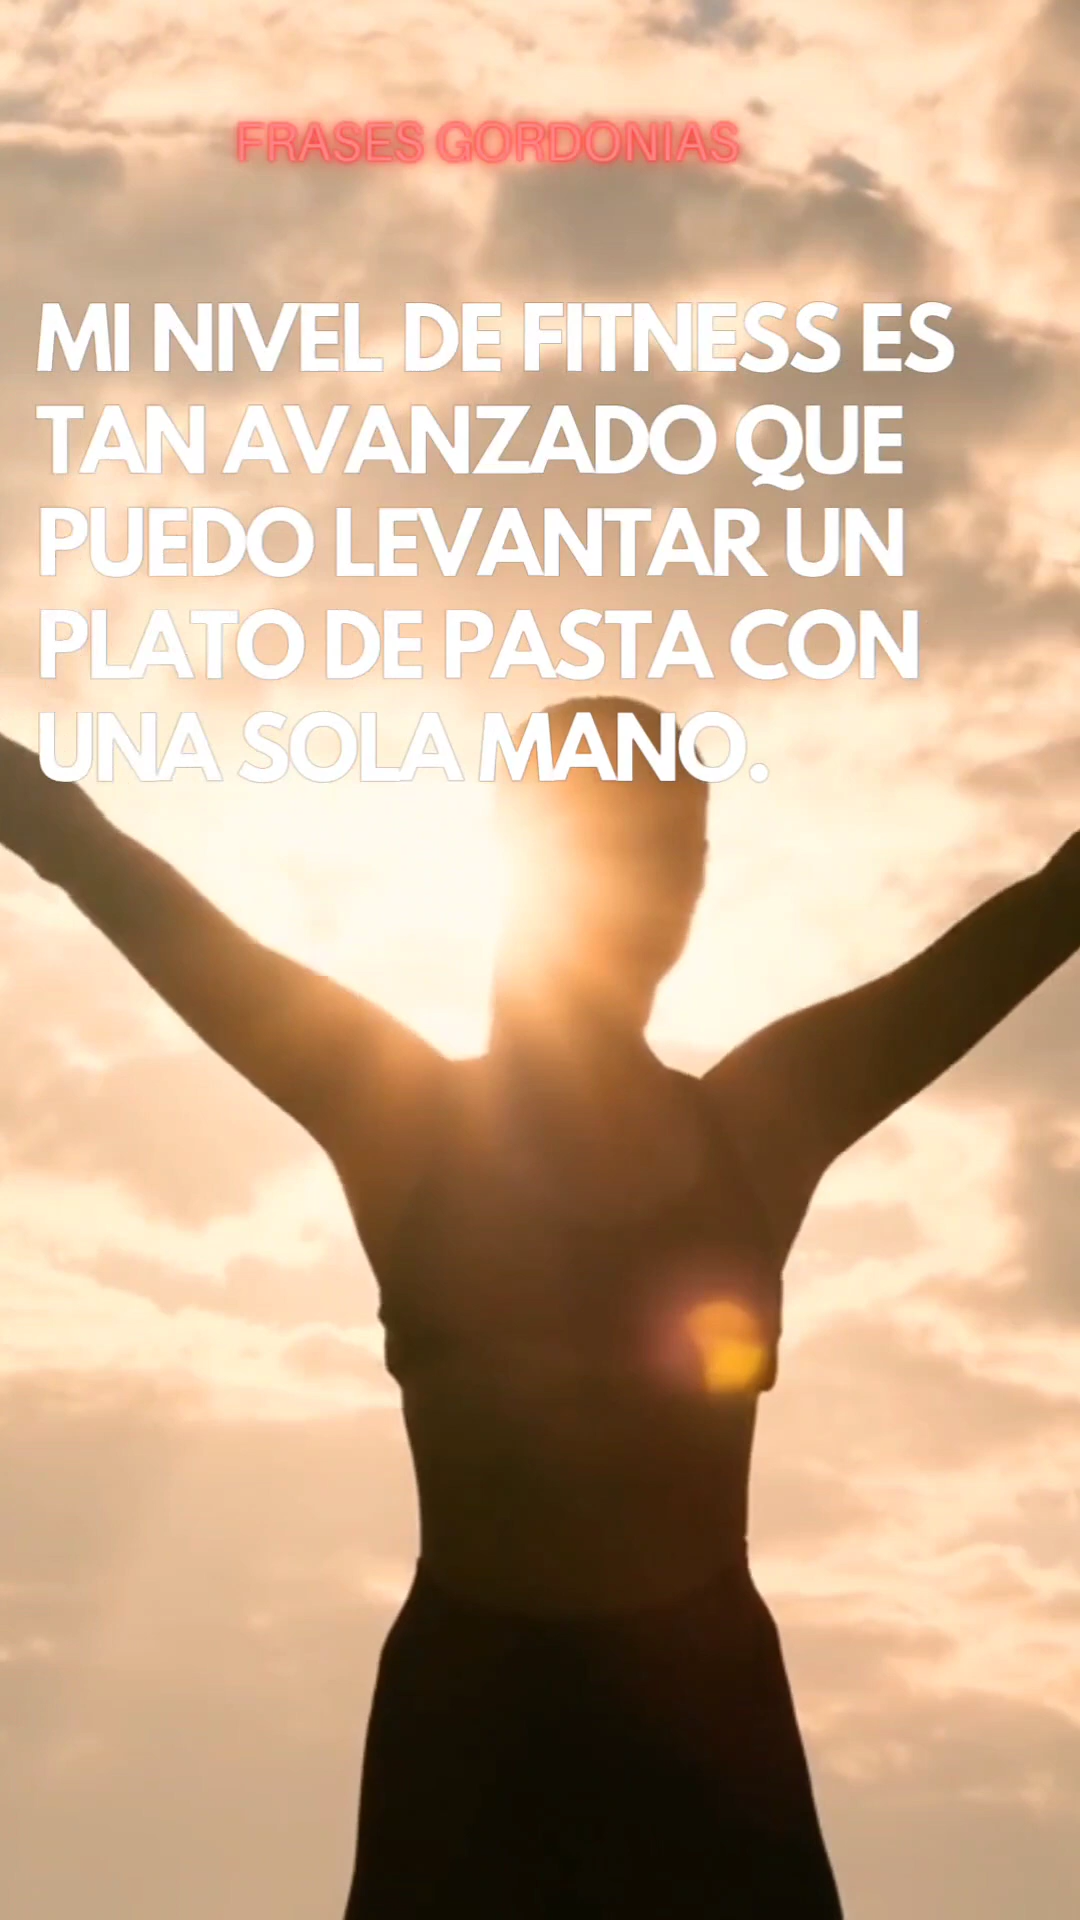 FRASES GORDONIAS
MI NIVEL DE FITNESS ES
TAN AVANZADO QUE
PUEDO LEVANTAR UN
PLATO DE PASTA CON
UNA SOLA MANO.